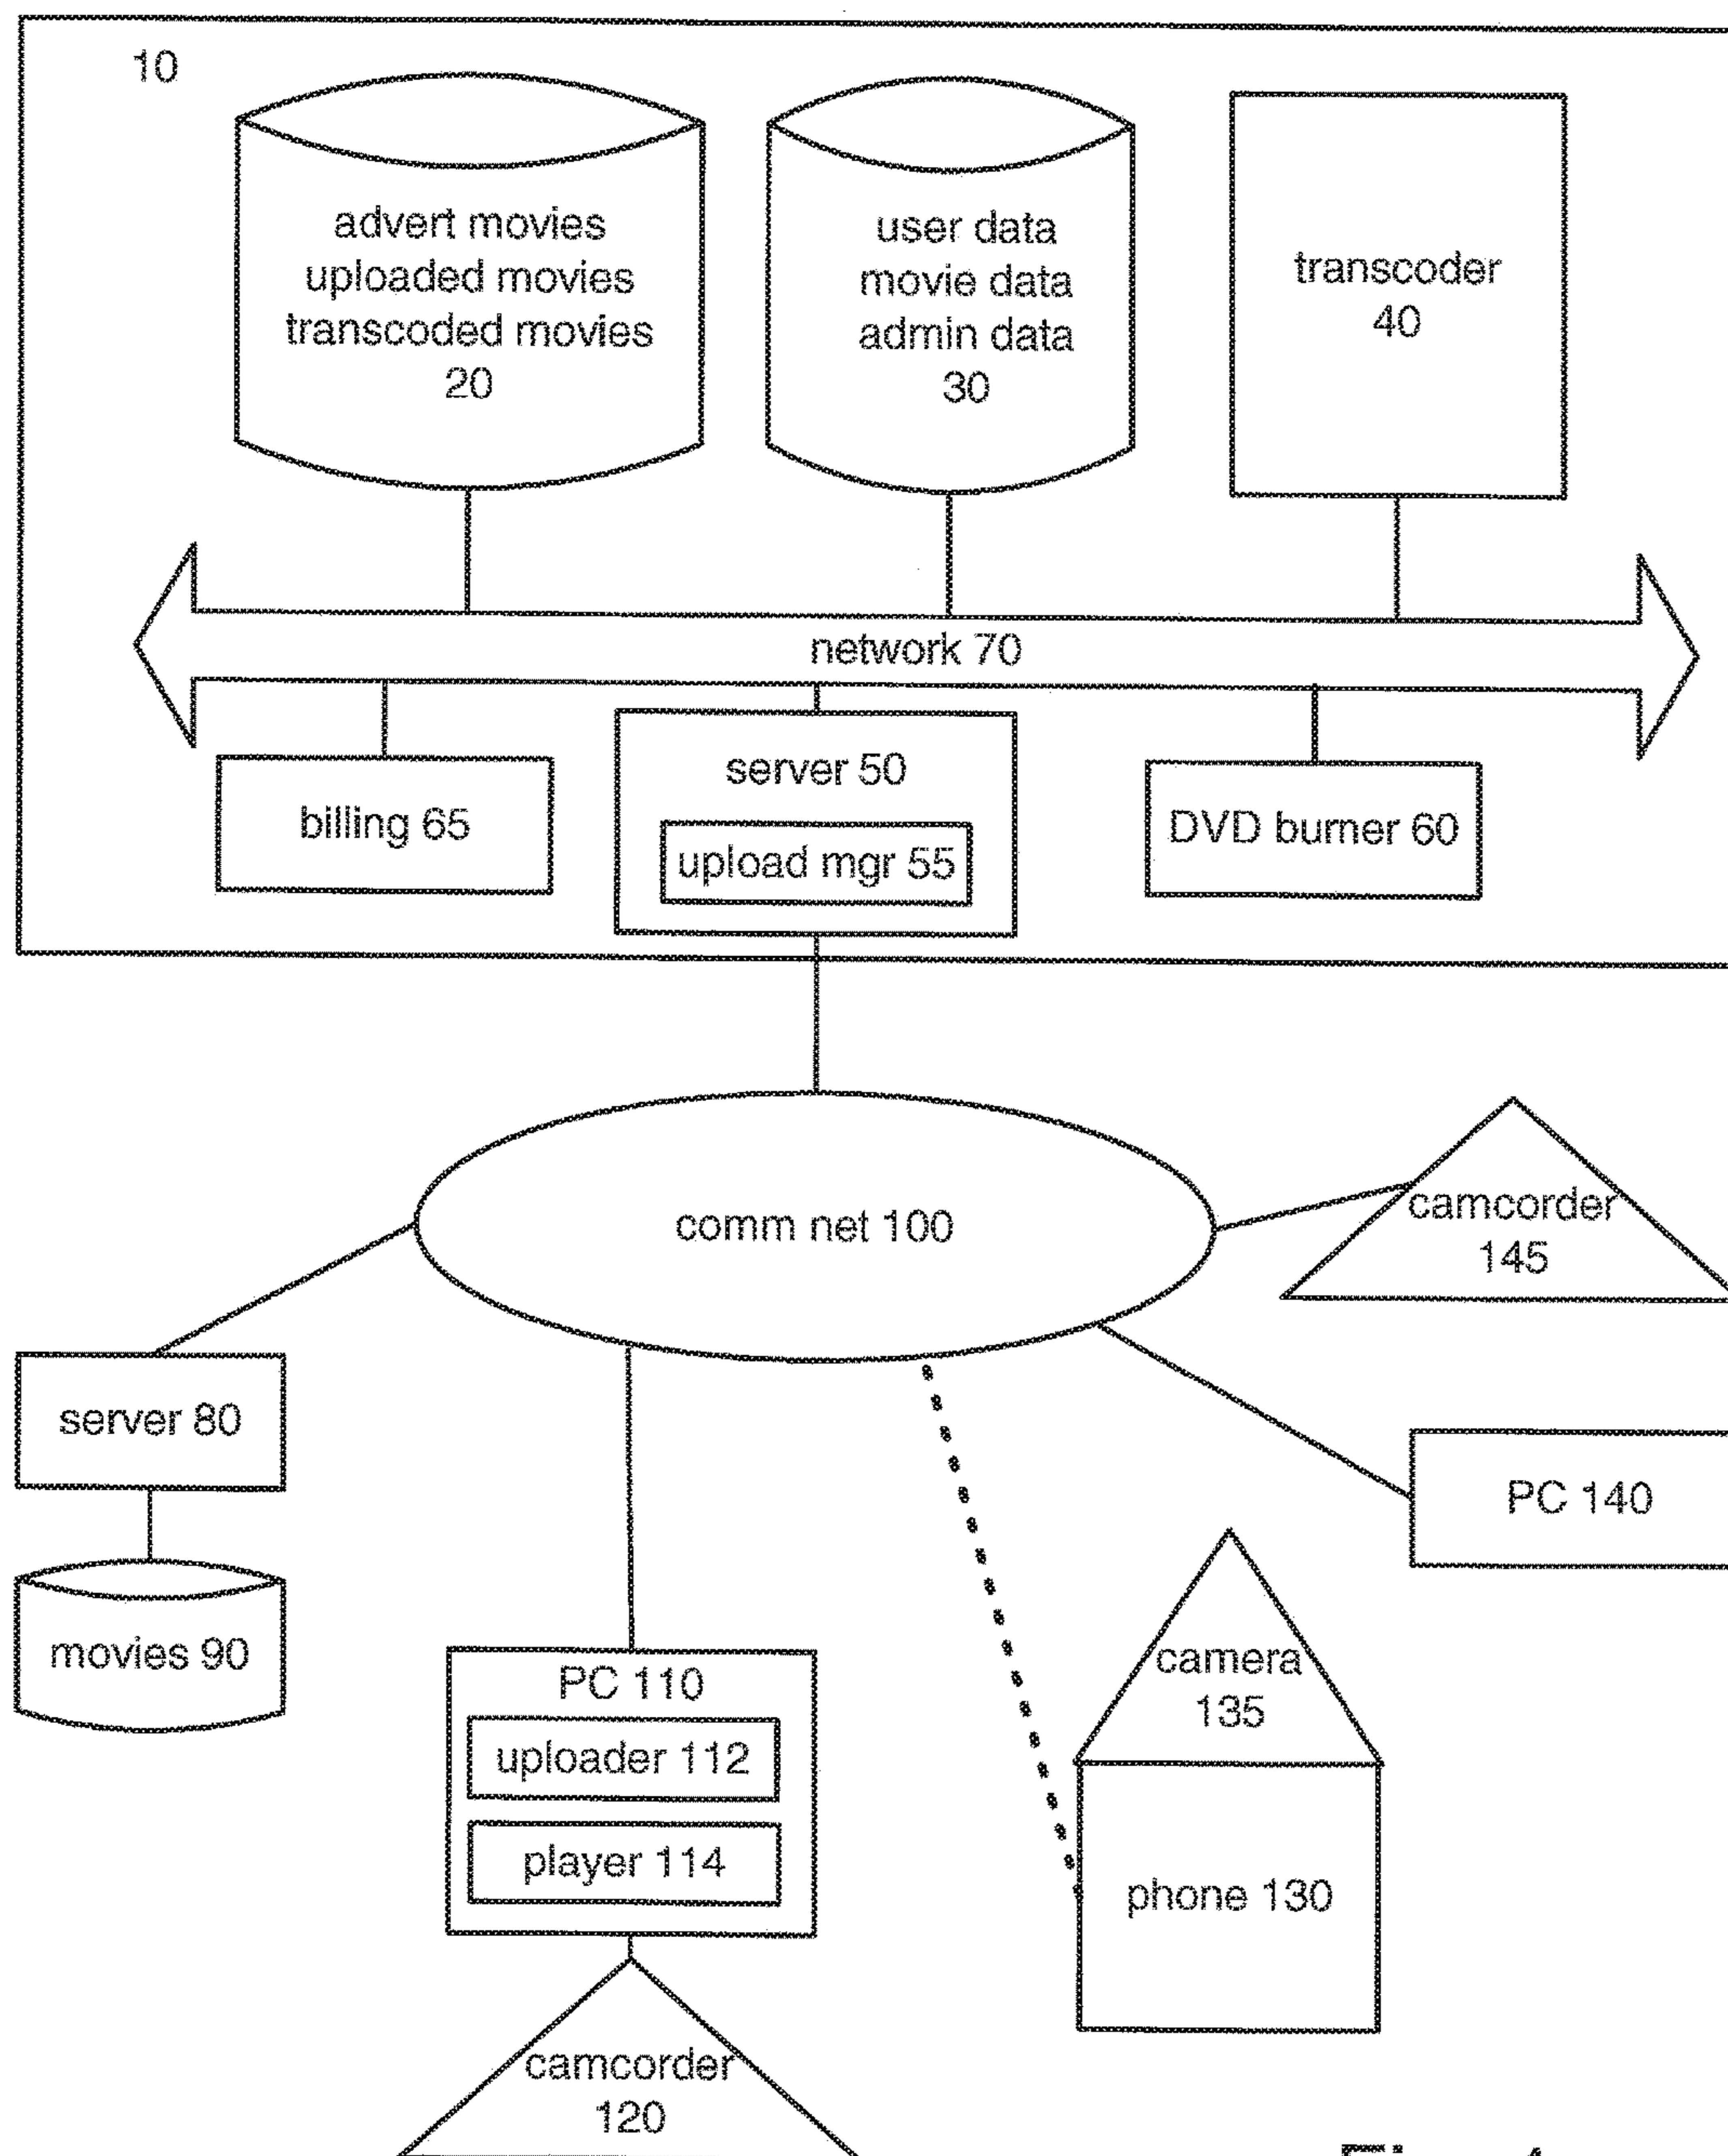 10
advert movies
uploaded movies
transcoded movies
20
user data
movie data
admin data
30
transcoder
40
network 70
billing 65
server 50
upload mgr 55
DVD burner 60
comm net 100
camcorder
145
server 80
PC 140
movies 90
camera
135
PC 110
uploader 112
player 114
phone 130
camcorder
120